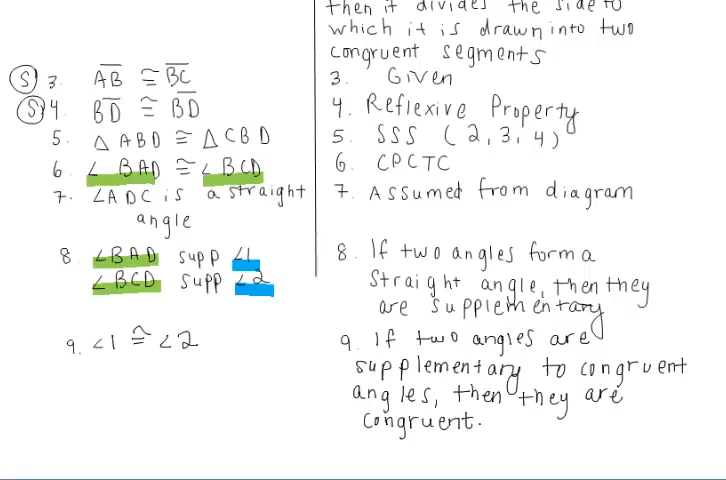 then it divides the side to
which it is drawn into two
congruent segments
S 3. AB ≅ BC
3. Given
S 4. BD ≅ BD
4. Reflexive Property
5. △ ABD ≅ △ CBD
5. SSS (2, 3, 4)
6. ∠ BAD ≅ ∠ BCD
6. CPCTC
7. ∠ADC is a straight
angle
7. Assumed from diagram
8. ∠BAD supp ∠1
∠BCD supp ∠2
8. If two angles form a
straight angle, then they
are supplementary
9. ∠1 ≅ ∠2
9. If two angles are
supplementary to congruent
angles, then they are
congruent.